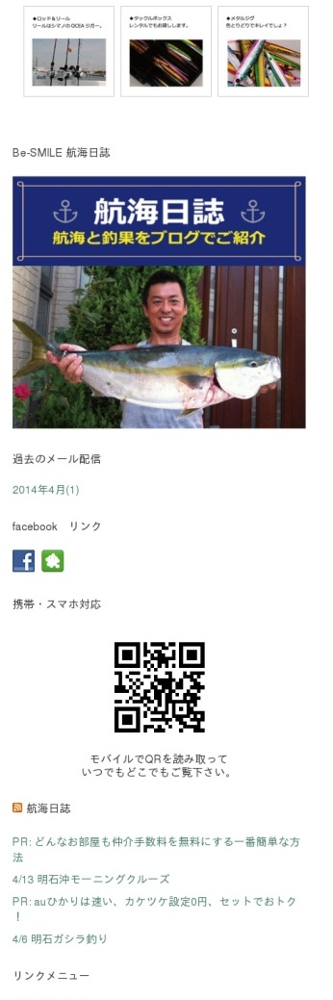 ◆ロッド＆リール
リールはシマノのOCEAジガー。
◆タックルボックス
レンタルでもお貸しします。
◆メタルジグ
色とりどりでキレイでしょ？
Be-SMILE 航海日誌
航海日誌
航海と釣果をブログでご紹介
過去のメール配信
2014年4月(1)
facebook　リンク
携帯・スマホ対応
モバイルでQRを読み取って
いつでもどこでもご覧下さい。
航海日誌
PR: どんなお部屋も仲介手数料を無料にする一番簡単な方
法
4/13 明石沖モーニングクルーズ
PR: auひかりは速い、カケツケ設定0円、セットでおトク
！
4/6 明石ガシラ釣り
リンクメニュー